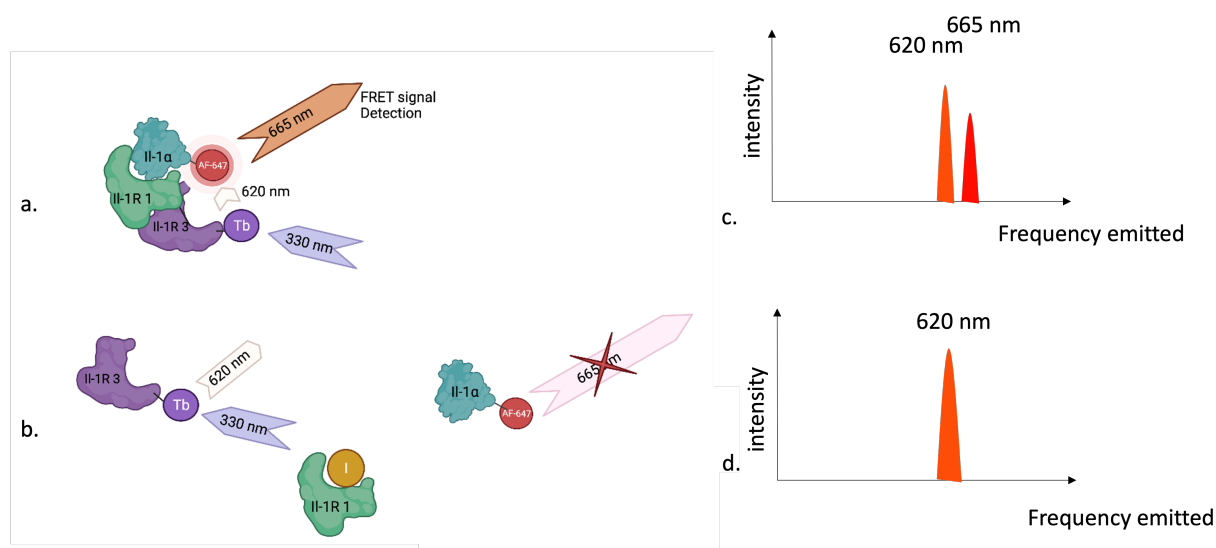 a.
Il-1α
AF-647
665 nm
FRET signal
Detection
Il-1R 1
620 nm
Il-1R 3
Tb
330 nm
b.
Il-1R 3
Tb
620 nm
330 nm
I
Il-1R 1
Il-1α
AF-647
c.
665 nm
620 nm
intensity
Frequency emitted
d.
620 nm
intensity
Frequency emitted